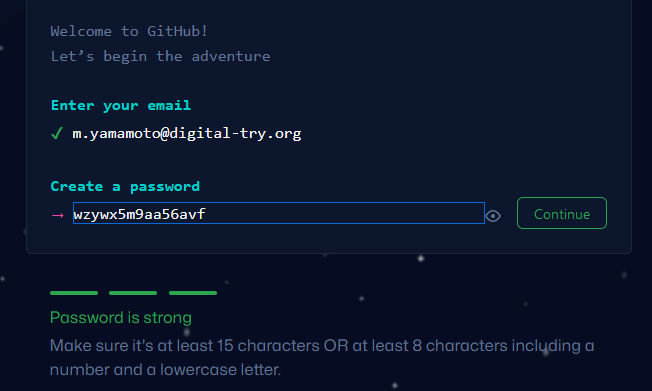 Welcome to GitHub!
Let’s begin the adventure
Enter your email
✓ m.yamamoto@digital-try.org
Create a password
→ wzywx5m9aa56avf
Continue
Password is strong
Make sure it's at least 15 characters OR at least 8 characters including a
number and a lowercase letter.